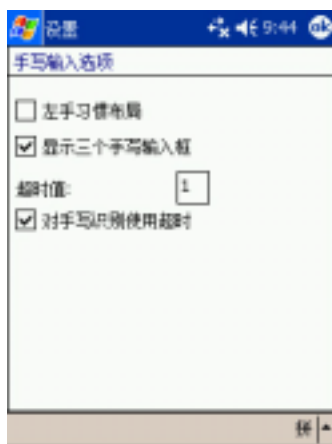 设置 9:44 ok
手写输入选项
左手习惯布局
显示三个手写输入框
超时值: 1
对手写识别使用超时
拼